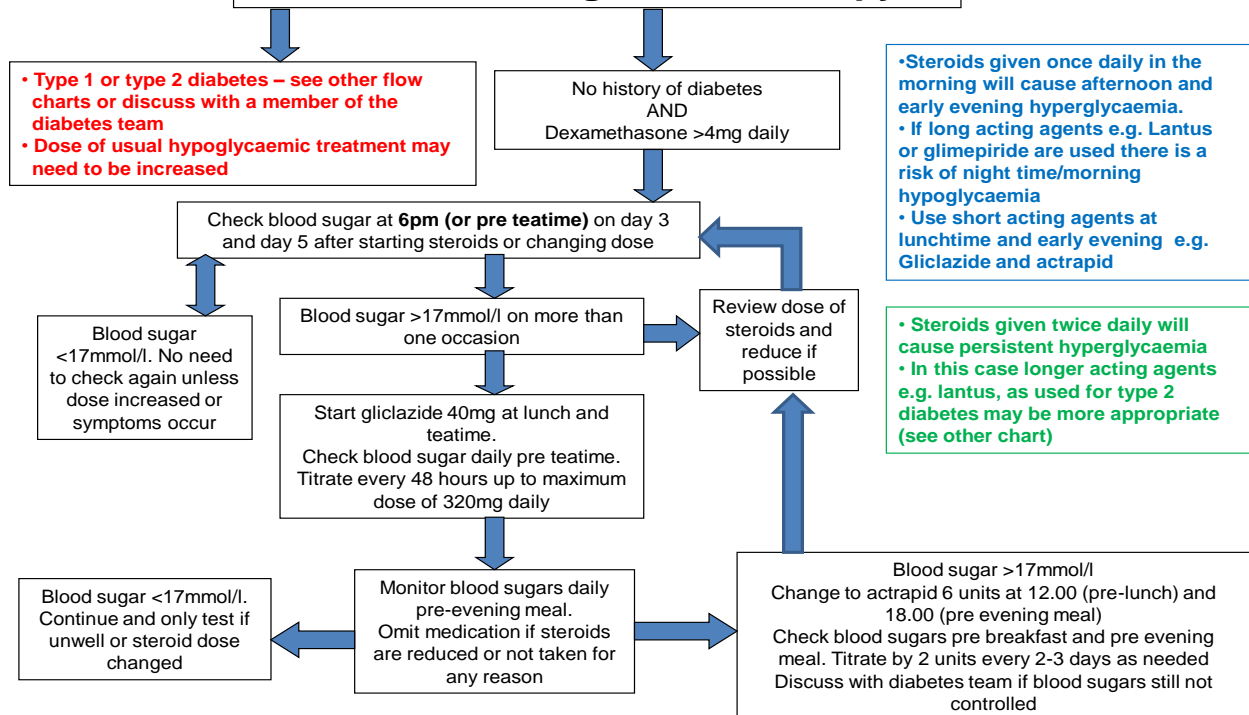 • Type 1 or type 2 diabetes – see other flow
charts or discuss with a member of the
diabetes team
• Dose of usual hypoglycaemic treatment may
need to be increased
No history of diabetes
AND
Dexamethasone >4mg daily
•Steroids given once daily in the
morning will cause afternoon and
early evening hyperglycaemia.
• If long acting agents e.g. Lantus
or glimepiride are used there is a
risk of night time/morning
hypoglycaemia
• Use short acting agents at
lunchtime and early evening e.g.
Gliclazide and actrapid
Check blood sugar at 6pm (or pre teatime) on day 3
and day 5 after starting steroids or changing dose
Blood sugar
<17mmol/l. No need
to check again unless
dose increased or
symptoms occur
Blood sugar >17mmol/l on more than
one occasion
Review dose of
steroids and
reduce if
possible
• Steroids given twice daily will
cause persistent hyperglycaemia
• In this case longer acting agents
e.g. lantus, as used for type 2
diabetes may be more appropriate
(see other chart)
Start gliclazide 40mg at lunch and
teatime.
Check blood sugar daily pre teatime.
Titrate every 48 hours up to maximum
dose of 320mg daily
Blood sugar <17mmol/l.
Continue and only test if
unwell or steroid dose
changed
Monitor blood sugars daily
pre-evening meal.
Omit medication if steroids
are reduced or not taken for
any reason
Blood sugar >17mmol/l
Change to actrapid 6 units at 12.00 (pre-lunch) and
18.00 (pre evening meal)
Check blood sugars pre breakfast and pre evening
meal. Titrate by 2 units every 2-3 days as needed
Discuss with diabetes team if blood sugars still not
controlled